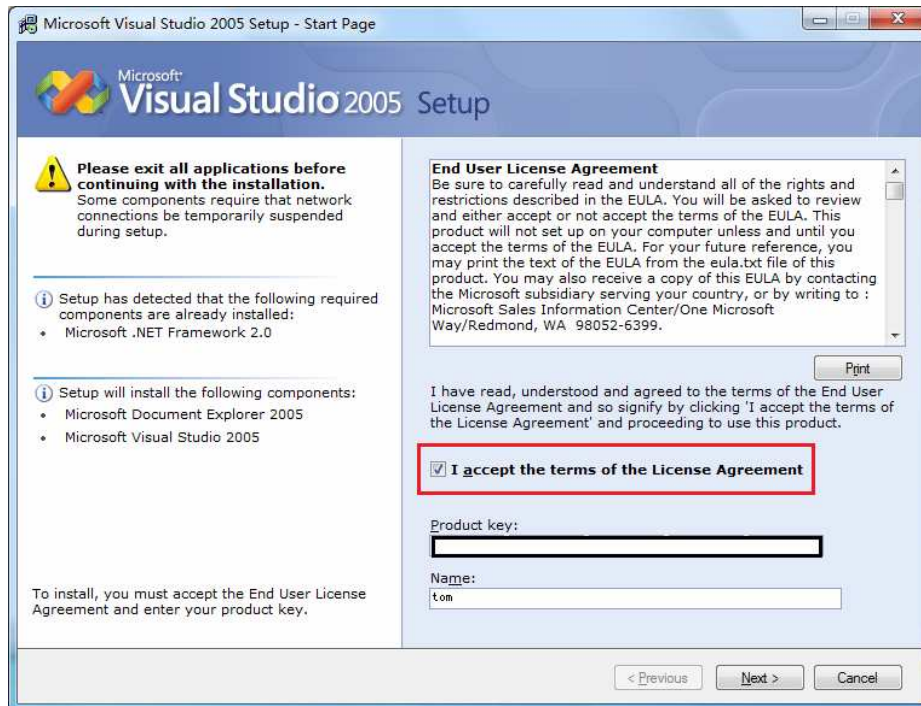 Microsoft Visual Studio 2005 Setup - Start Page
Microsoft
Visual Studio 2005 Setup
Please exit all applications before
continuing with the installation.
Some components require that network
connections be temporarily suspended
during setup.
Setup has detected that the following required
components are already installed:
• Microsoft .NET Framework 2.0
Setup will install the following components:
• Microsoft Document Explorer 2005
• Microsoft Visual Studio 2005
To install, you must accept the End User License
Agreement and enter your product key.
End User License Agreement
Be sure to carefully read and understand all of the rights and
restrictions described in the EULA. You will be asked to review
and either accept or not accept the terms of the EULA. This
product will not set up on your computer unless and until you
accept the terms of the EULA. For your future reference, you
may print the text of the EULA from the eula.txt file of this
product. You may also receive a copy of this EULA by contacting
the Microsoft subsidiary serving your country, or by writing to :
Microsoft Sales Information Center/One Microsoft
Way/Redmond, WA 98052-6399.
Print
I have read, understood and agreed to the terms of the End User
License Agreement and so signify by clicking 'I accept the terms of
the License Agreement' and proceeding to use this product.
I accept the terms of the License Agreement
Product key:
Name:
tom
< Previous
Next >
Cancel